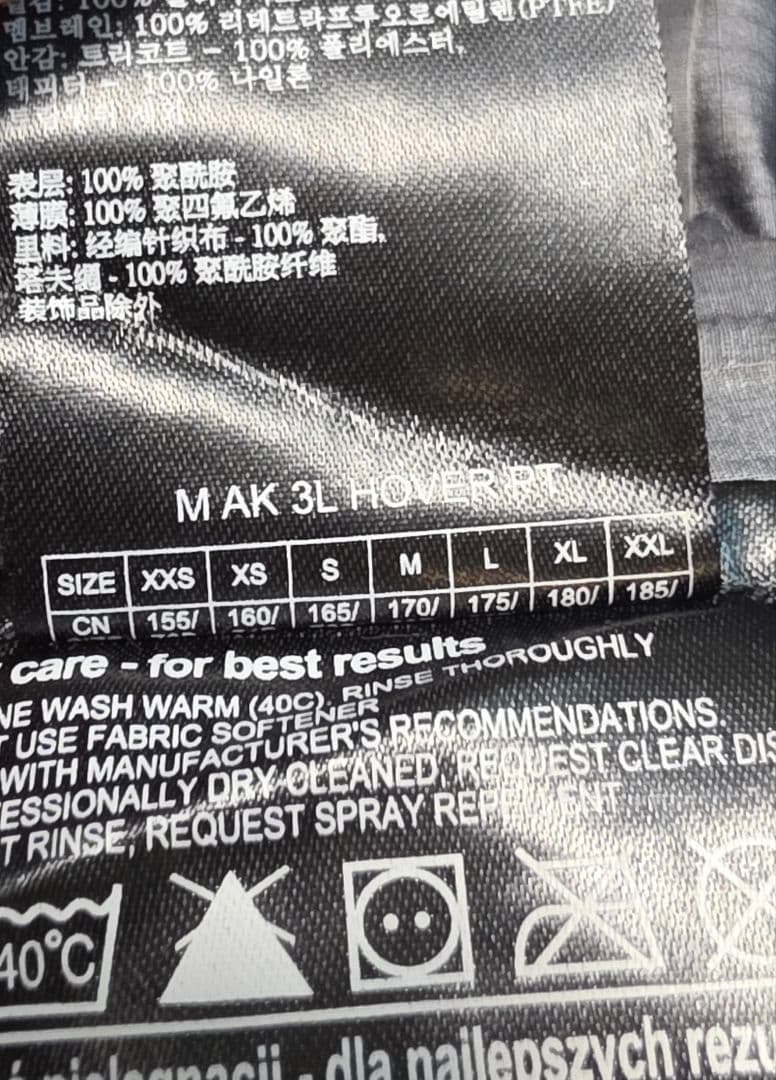 멤브레인: 100% 리테트라프루오로에틸렌(PTFE)
안감: 트리코트 - 100% 폴리에스터,
태피터 - 100% 나일론
表层: 100% 聚酰胺
薄膜: 100% 聚四氟乙烯
里料: 经编针织布 - 100% 聚酯,
塔夫绸 - 100% 聚酰胺纤维
装饰品除外
M AK 3L HOVER PT
SIZE XXS XS S M L XL XXL
CN 155/ 160/ 165/ 170/ 175/ 180/ 185/
care - for best results
NE WASH WARM (40C), RINSE THOROUGHLY
T USE FABRIC SOFTENER
WITH MANUFACTURER'S RECOMMENDATIONS.
ESSIONALLY DRY-CLEANED, REQUEST CLEAR DIS
T RINSE, REQUEST SPRAY REPELLENT
40°C
pielęgnacji - dla najlepszych rezu